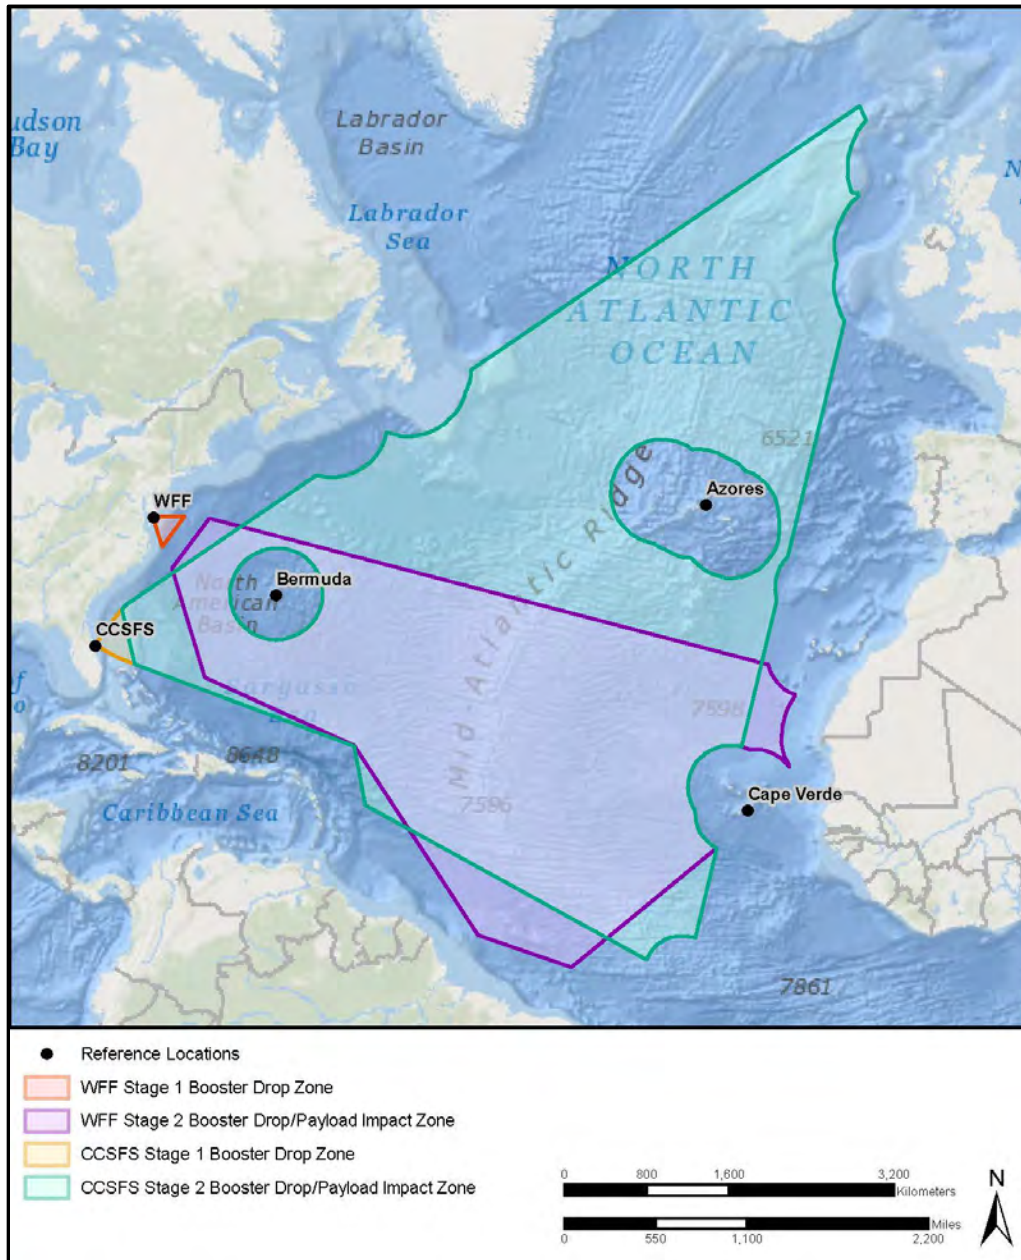 Labrador
Basin
udson
Bay
N
Labrador
Sea
NORTH
ATLANTIC
OCEAN
6521
WFF
Azores
North
American
Basin
Bermuda
Mid-Atlantic Ridge
CCSFS
Sargasso
Sea
f
o
7598
8201
8648
7586
Cape Verde
Caribbean Sea
7861
Reference Locations
WFF Stage 1 Booster Drop Zone
WFF Stage 2 Booster Drop/Payload Impact Zone
CCSFS Stage 1 Booster Drop Zone
CCSFS Stage 2 Booster Drop/Payload Impact Zone
0 800 1,600 3,200
Kilometers
Miles
0 550 1,100 2,200
N